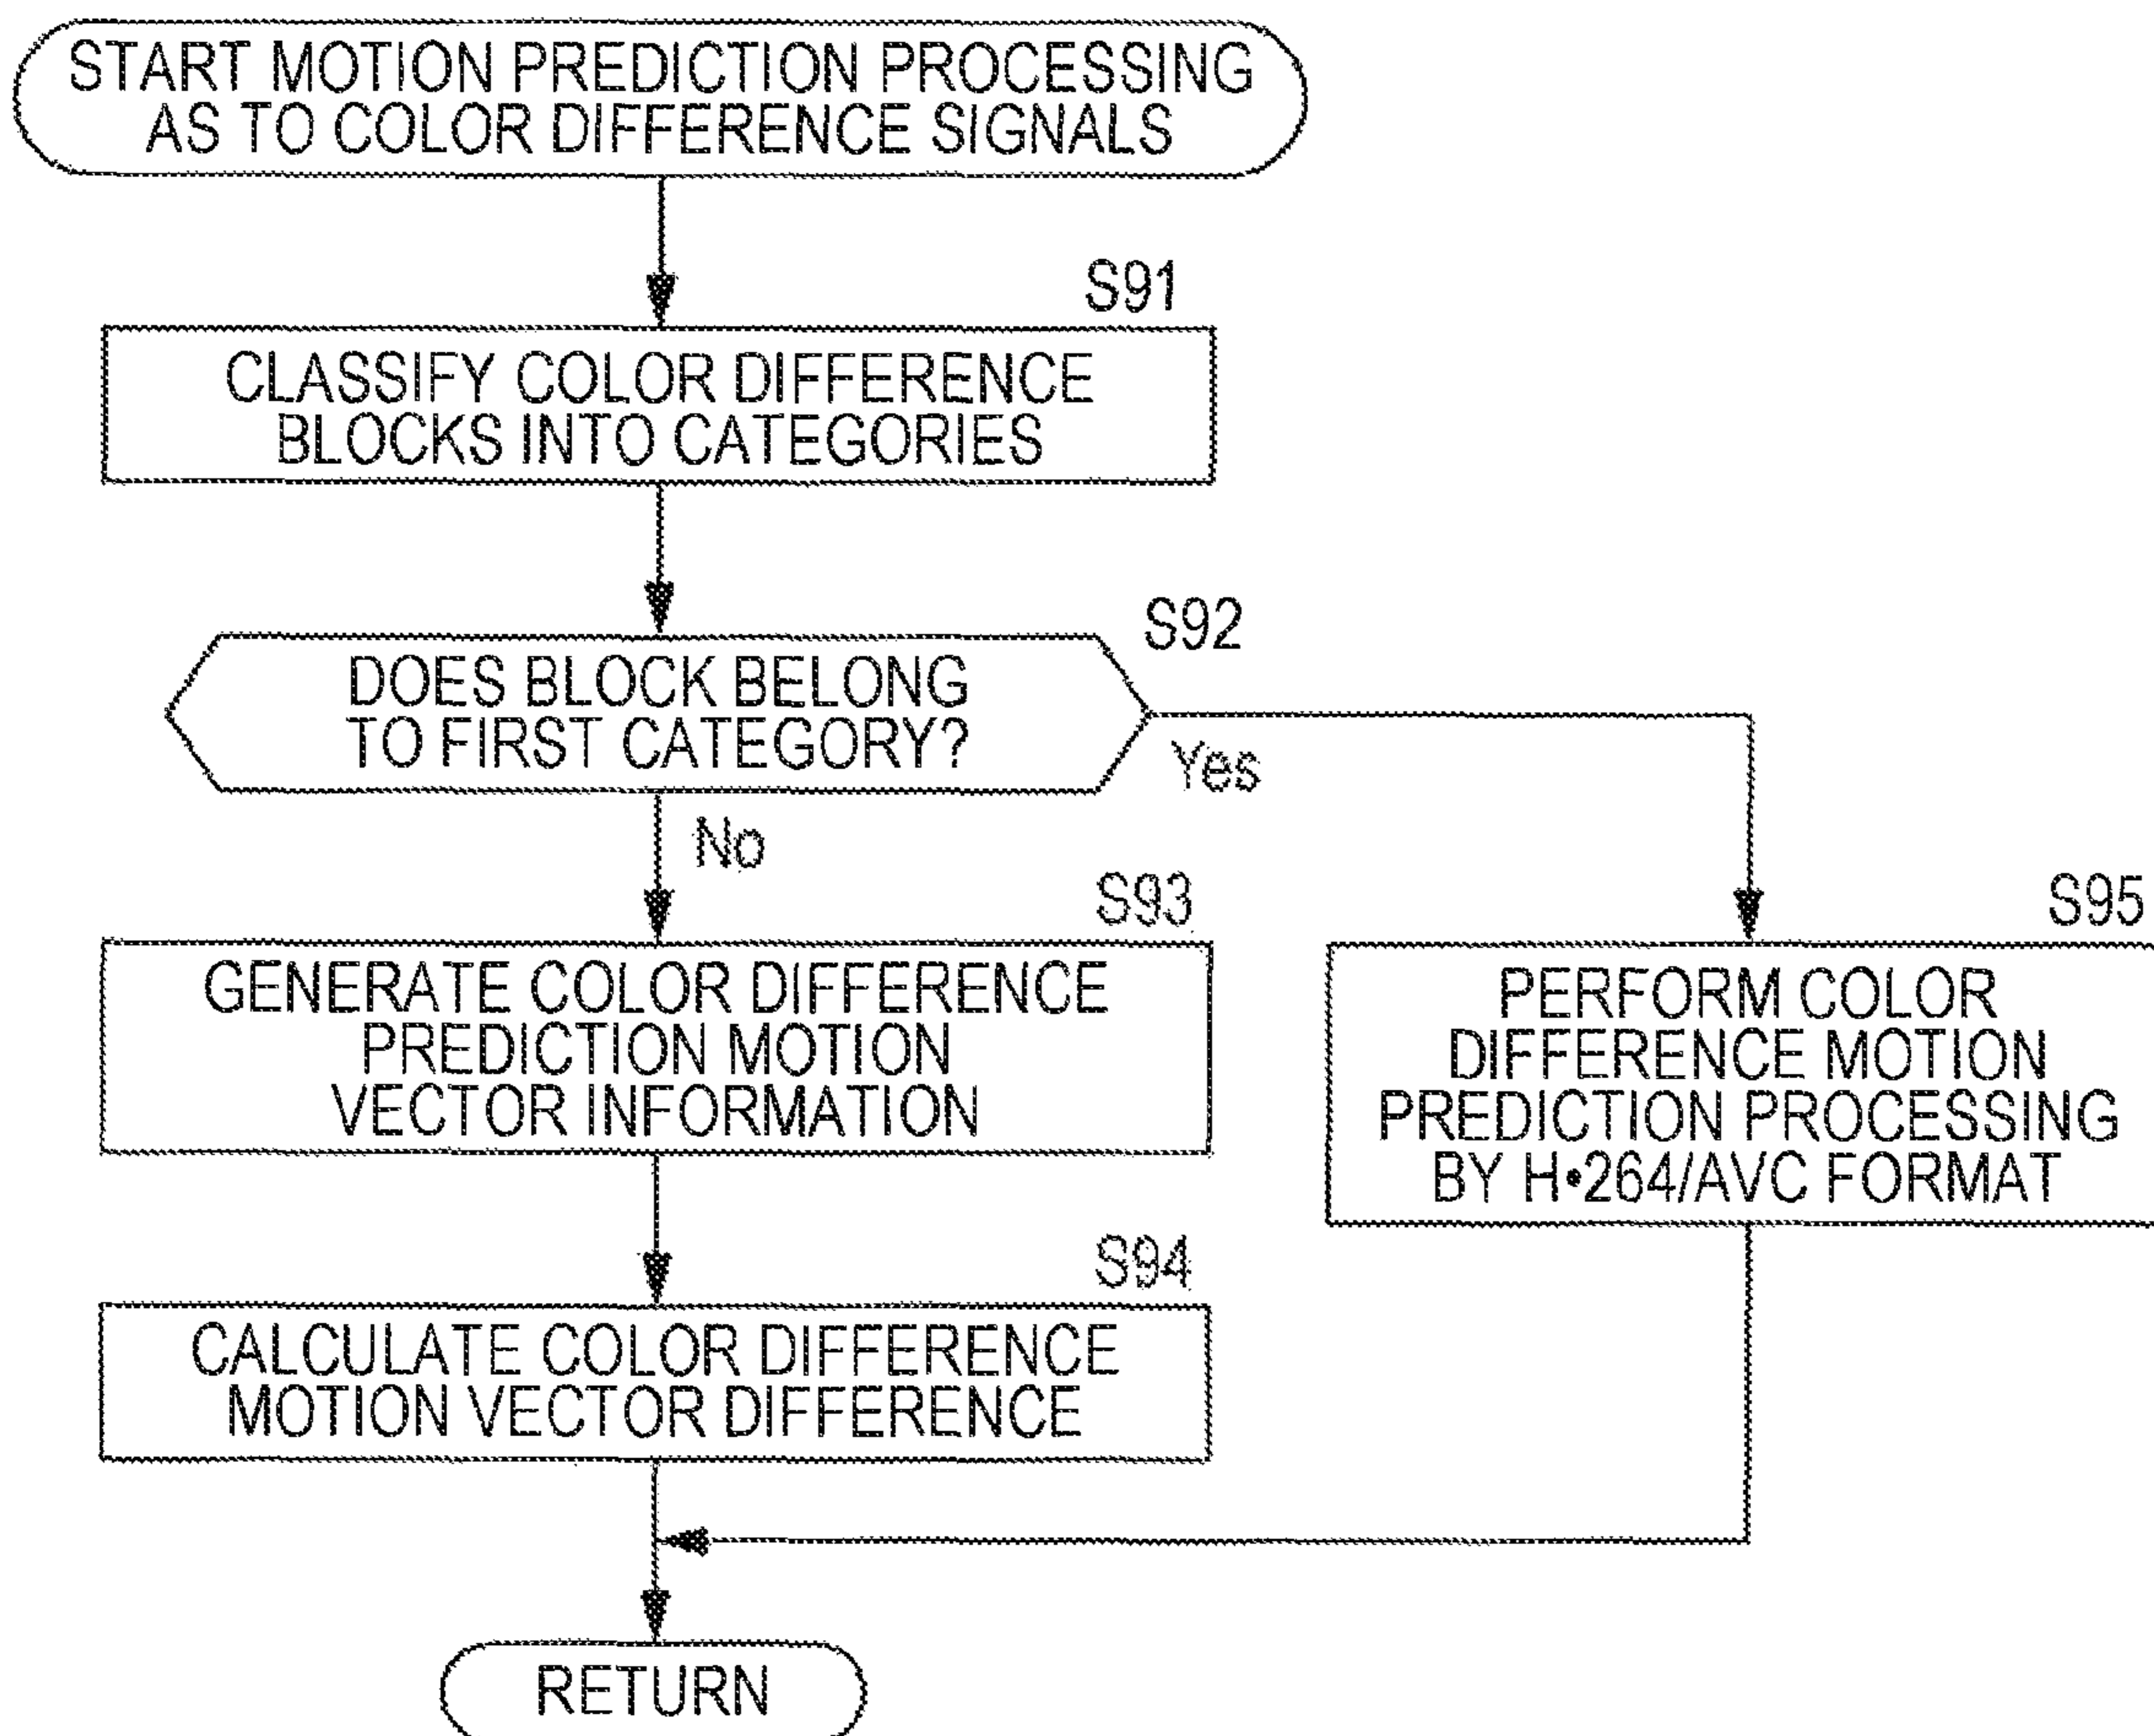 START MOTION PREDICTION PROCESSING
AS TO COLOR DIFFERENCE SIGNALS
S91
CLASSIFY COLOR DIFFERENCE
BLOCKS INTO CATEGORIES
S92
DOES BLOCK BELONG
TO FIRST CATEGORY?
Yes
No
S93
GENERATE COLOR DIFFERENCE
PREDICTION MOTION
VECTOR INFORMATION
S95
PERFORM COLOR
DIFFERENCE MOTION
PREDICTION PROCESSING
BY H•264/AVC FORMAT
S94
CALCULATE COLOR DIFFERENCE
MOTION VECTOR DIFFERENCE
RETURN